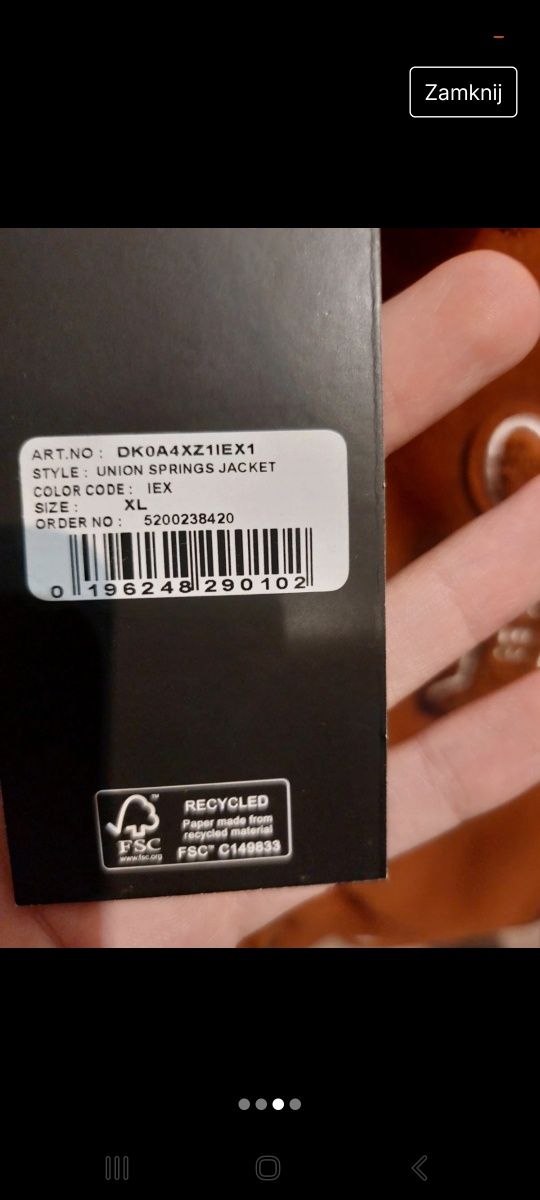 Zamknij
ART.NO : DK0A4XZ1IEX1
STYLE : UNION SPRINGS JACKET
COLOR CODE : IEX
SIZE : XL
ORDER NO : 5200238420
0 196248 290102
RECYCLED
Paper made from
recycled material
FSC™ C149833
FSC
www.fsc.org